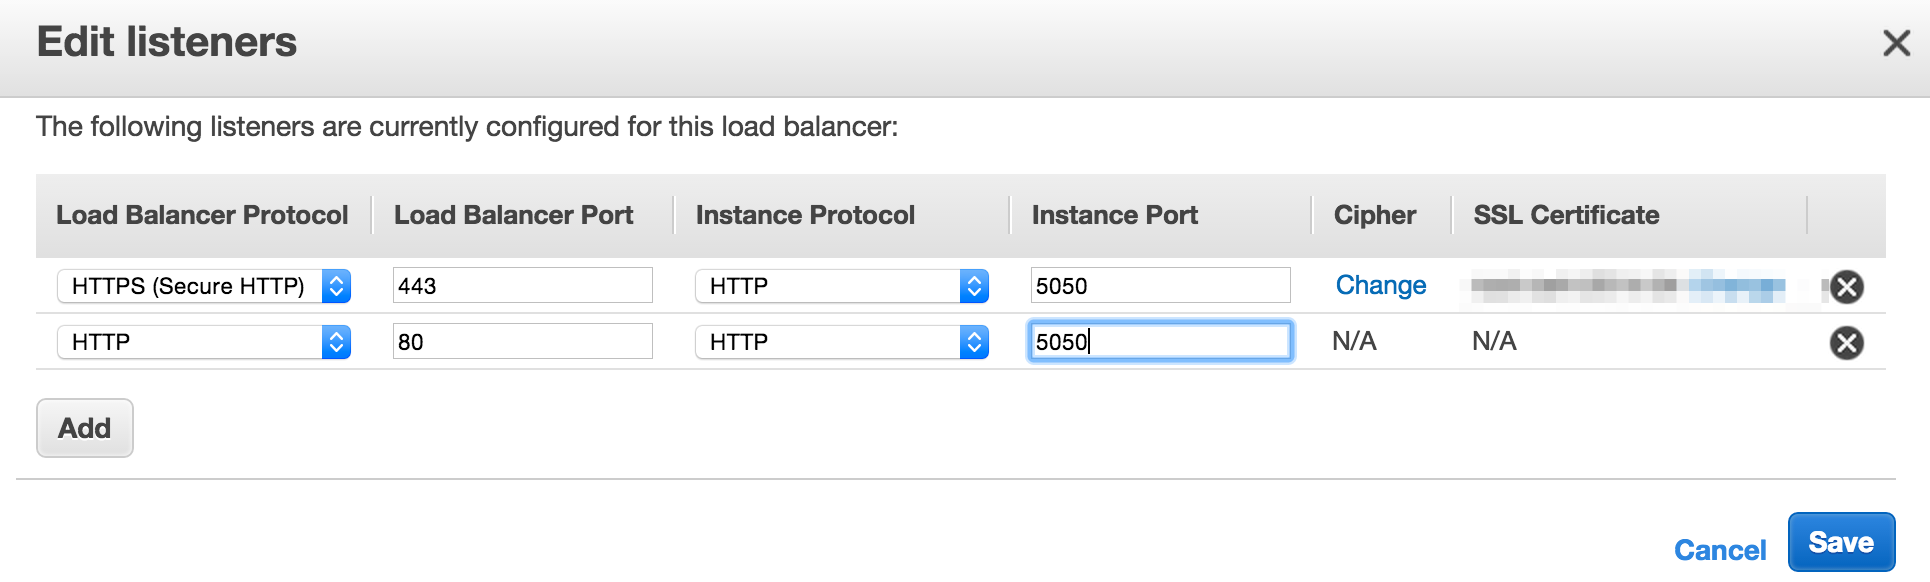 Edit listeners
The following listeners are currently configured for this load balancer:
Load Balancer Protocol Load Balancer Port Instance Protocol Instance Port Cipher SSL Certificate
HTTPS (Secure HTTP) 443 HTTP 5050 Change
HTTP 80 HTTP 5050 N/A N/A
Add
Cancel Save